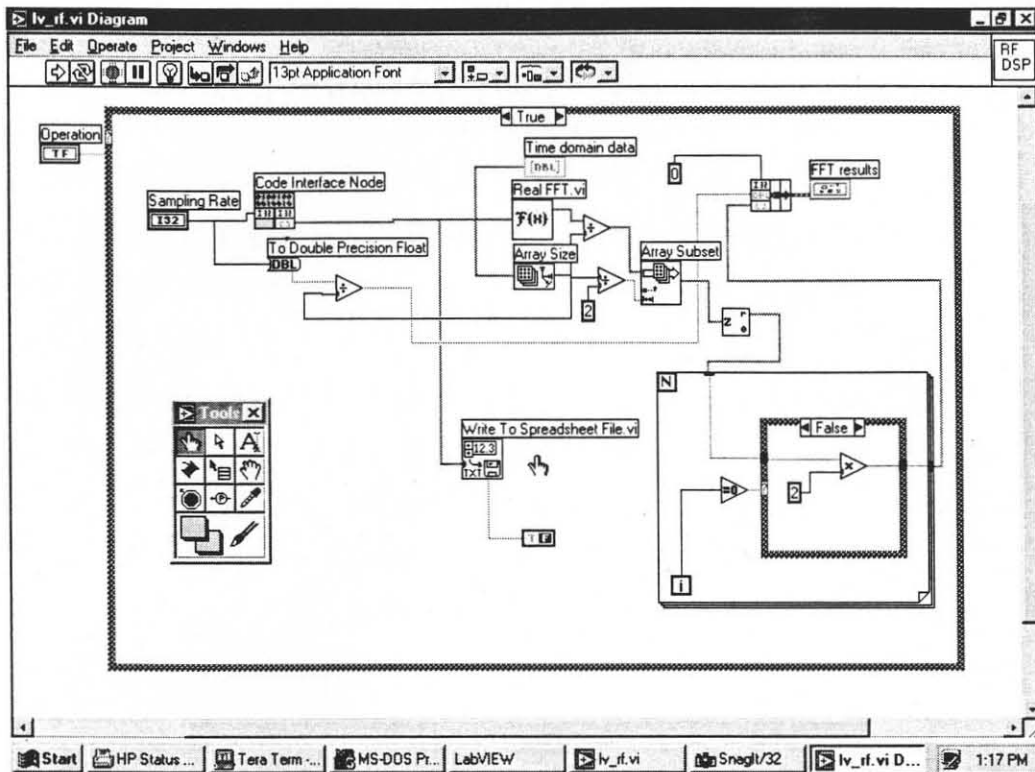 lv_rf.vi Diagram
File Edit Operate Project Windows Help
RF
DSP
13pt Application Font
True
Operation
TF
Time domain data
[DBL]
0
FFT results
Code Interface Node
Real FFT.vi
Sampling Rate
I32
F(x)
To Double Precision Float
DBL
Array Size
Array Subset
2
Z r θ
N
Tools
A
Write To Spreadsheet File.vi
12.3
TXT
False
=0
2
T F
P
i
Start
HP Status ...
Tera Term -...
MS-DOS Pr...
LabVIEW
lv_rf.vi
SnagIt/32
lv_rf.vi D...
1:17 PM